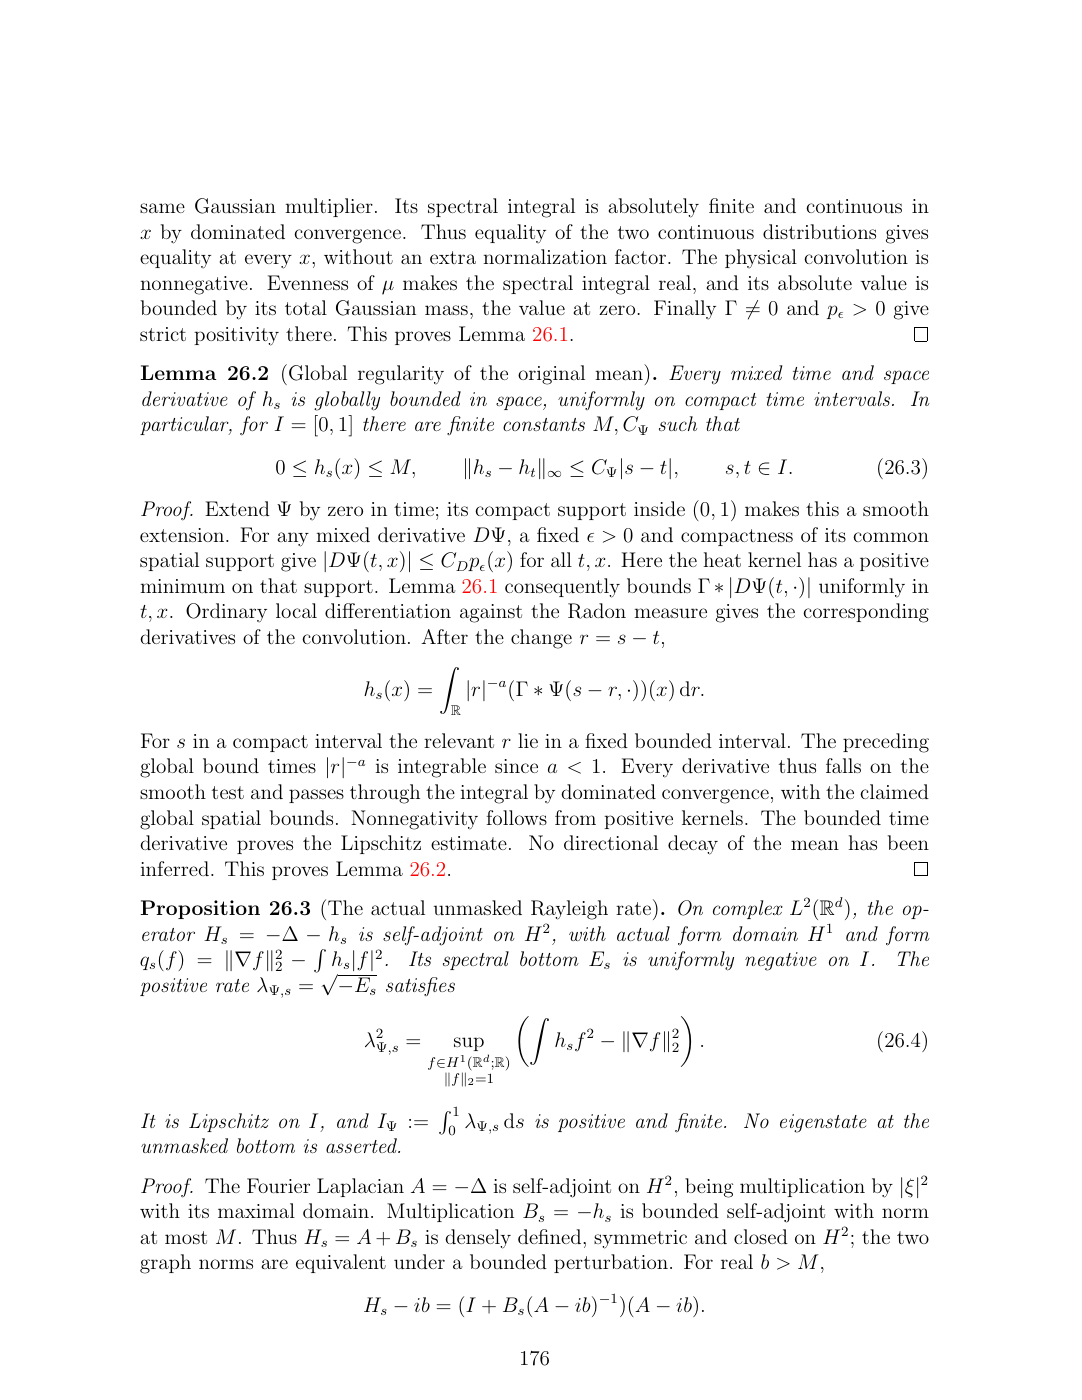 same Gaussian multiplier. Its spectral integral is absolutely finite and continuous in
x by dominated convergence. Thus equality of the two continuous distributions gives
equality at every x, without an extra normalization factor. The physical convolution is
nonnegative. Evenness of μ makes the spectral integral real, and its absolute value is
bounded by its total Gaussian mass, the value at zero. Finally Γ ≠ 0 and p_ϵ > 0 give
strict positivity there. This proves Lemma 26.1. □
Lemma 26.2 (Global regularity of the original mean). Every mixed time and space
derivative of h_s is globally bounded in space, uniformly on compact time intervals. In
particular, for I = [0, 1] there are finite constants M, C_Ψ such that
0 ≤ h_s(x) ≤ M, ∥h_s − h_t∥_∞ ≤ C_Ψ|s − t|, s, t ∈ I. (26.3)
Proof. Extend Ψ by zero in time; its compact support inside (0, 1) makes this a smooth
extension. For any mixed derivative DΨ, a fixed ϵ > 0 and compactness of its common
spatial support give |DΨ(t, x)| ≤ C_D p_ϵ(x) for all t, x. Here the heat kernel has a positive
minimum on that support. Lemma 26.1 consequently bounds Γ ∗ |DΨ(t, ·)| uniformly in
t, x. Ordinary local differentiation against the Radon measure gives the corresponding
derivatives of the convolution. After the change r = s − t,
h_s(x) = ∫_ℝ |r|^{−a}(Γ ∗ Ψ(s − r, ·))(x) dr.
For s in a compact interval the relevant r lie in a fixed bounded interval. The preceding
global bound times |r|^{−a} is integrable since a < 1. Every derivative thus falls on the
smooth test and passes through the integral by dominated convergence, with the claimed
global spatial bounds. Nonnegativity follows from positive kernels. The bounded time
derivative proves the Lipschitz estimate. No directional decay of the mean has been
inferred. This proves Lemma 26.2. □
Proposition 26.3 (The actual unmasked Rayleigh rate). On complex L²(ℝ^d), the op-
erator H_s = −Δ − h_s is self-adjoint on H², with actual form domain H¹ and form
q_s(f) = ∥∇f∥₂² − ∫ h_s|f|². Its spectral bottom E_s is uniformly negative on I. The
positive rate λ_{Ψ,s} = √(−E_s) satisfies
λ²_{Ψ,s} = sup_{f∈H¹(ℝ^d;ℝ) ∥f∥₂=1} (∫ h_s f² − ∥∇f∥₂²). (26.4)
It is Lipschitz on I, and I_Ψ := ∫₀¹ λ_{Ψ,s} ds is positive and finite. No eigenstate at the
unmasked bottom is asserted.
Proof. The Fourier Laplacian A = −Δ is self-adjoint on H², being multiplication by |ξ|²
with its maximal domain. Multiplication B_s = −h_s is bounded self-adjoint with norm
at most M. Thus H_s = A + B_s is densely defined, symmetric and closed on H²; the two
graph norms are equivalent under a bounded perturbation. For real b > M,
H_s − ib = (I + B_s(A − ib)^{−1})(A − ib).
176